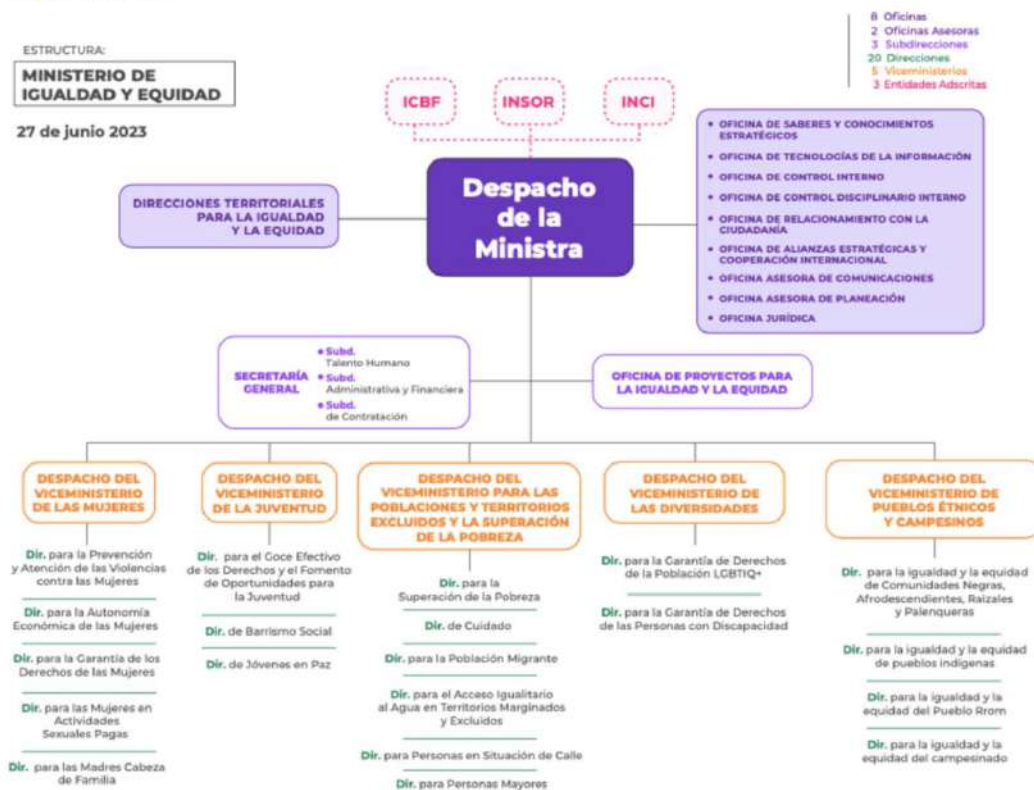 8 Oficinas
2 Oficinas Asesoras
3 Subdirecciones
20 Direcciones
5 Viceministerios
3 Entidades Adscritas
ESTRUCTURA:
MINISTERIO DE
IGUALDAD Y EQUIDAD
27 de junio 2023
ICBF
INSOR
INCI
DIRECCIONES TERRITORIALES
PARA LA IGUALDAD
Y LA EQUIDAD
Despacho
de la
Ministra
• OFICINA DE SABERES Y CONOCIMIENTOS
ESTRATÉGICOS
• OFICINA DE TECNOLOGÍAS DE LA INFORMACIÓN
• OFICINA DE CONTROL INTERNO
• OFICINA DE CONTROL DISCIPLINARIO INTERNO
• OFICINA DE RELACIONAMIENTO CON LA
CIUDADANÍA
• OFICINA DE ALIANZAS ESTRATÉGICAS Y
COOPERACIÓN INTERNACIONAL
• OFICINA ASESORA DE COMUNICACIONES
• OFICINA ASESORA DE PLANEACIÓN
• OFICINA JURÍDICA
SECRETARÍA
GENERAL
• Subd.
Talento Humano
• Subd.
Administrativa y Financiera
• Subd.
de Contratación
OFICINA DE PROYECTOS PARA
LA IGUALDAD Y LA EQUIDAD
DESPACHO DEL
VICEMINISTERIO
DE LAS MUJERES
Dir. para la Prevención
y Atención de las Violencias
contra las Mujeres
Dir. para la Autonomía
Económica de las Mujeres
Dir. para la Garantía de los
Derechos de las Mujeres
Dir. para las Mujeres en
Actividades
Sexuales Pagas
Dir. para las Madres Cabeza
de Familia
DESPACHO DEL
VICEMINISTERIO
DE LA JUVENTUD
Dir. para el Goce Efectivo
de los Derechos y el Fomento
de Oportunidades para
la Juventud
Dir. de Barrismo Social
Dir. de Jóvenes en Paz
DESPACHO DEL
VICEMINISTERIO PARA LAS
POBLACIONES Y TERRITORIOS
EXCLUIDOS Y LA SUPERACIÓN
DE LA POBREZA
Dir. para la
Superación de la Pobreza
Dir. de Cuidado
Dir. para la Población Migrante
Dir. para el Acceso Igualitario
al Agua en Territorios Marginados
y Excluidos
Dir. para Personas en Situación de Calle
Dir. para Personas Mayores
DESPACHO DEL
VICEMINISTERIO DE
LAS DIVERSIDADES
Dir. para la Garantía de Derechos
de la Población LGBTIQ+
Dir. para la Garantía de Derechos
de las Personas con Discapacidad
DESPACHO DEL
VICEMINISTERIO DE
PUEBLOS ÉTNICOS
Y CAMPESINOS
Dir. para la igualdad y la equidad
de Comunidades Negras,
Afrodescendientes, Raizales
y Palenqueras
Dir. para la igualdad y la equidad
de pueblos indígenas
Dir. para la igualdad y la
equidad del Pueblo Rrom
Dir. para la igualdad y la
equidad del campesinado